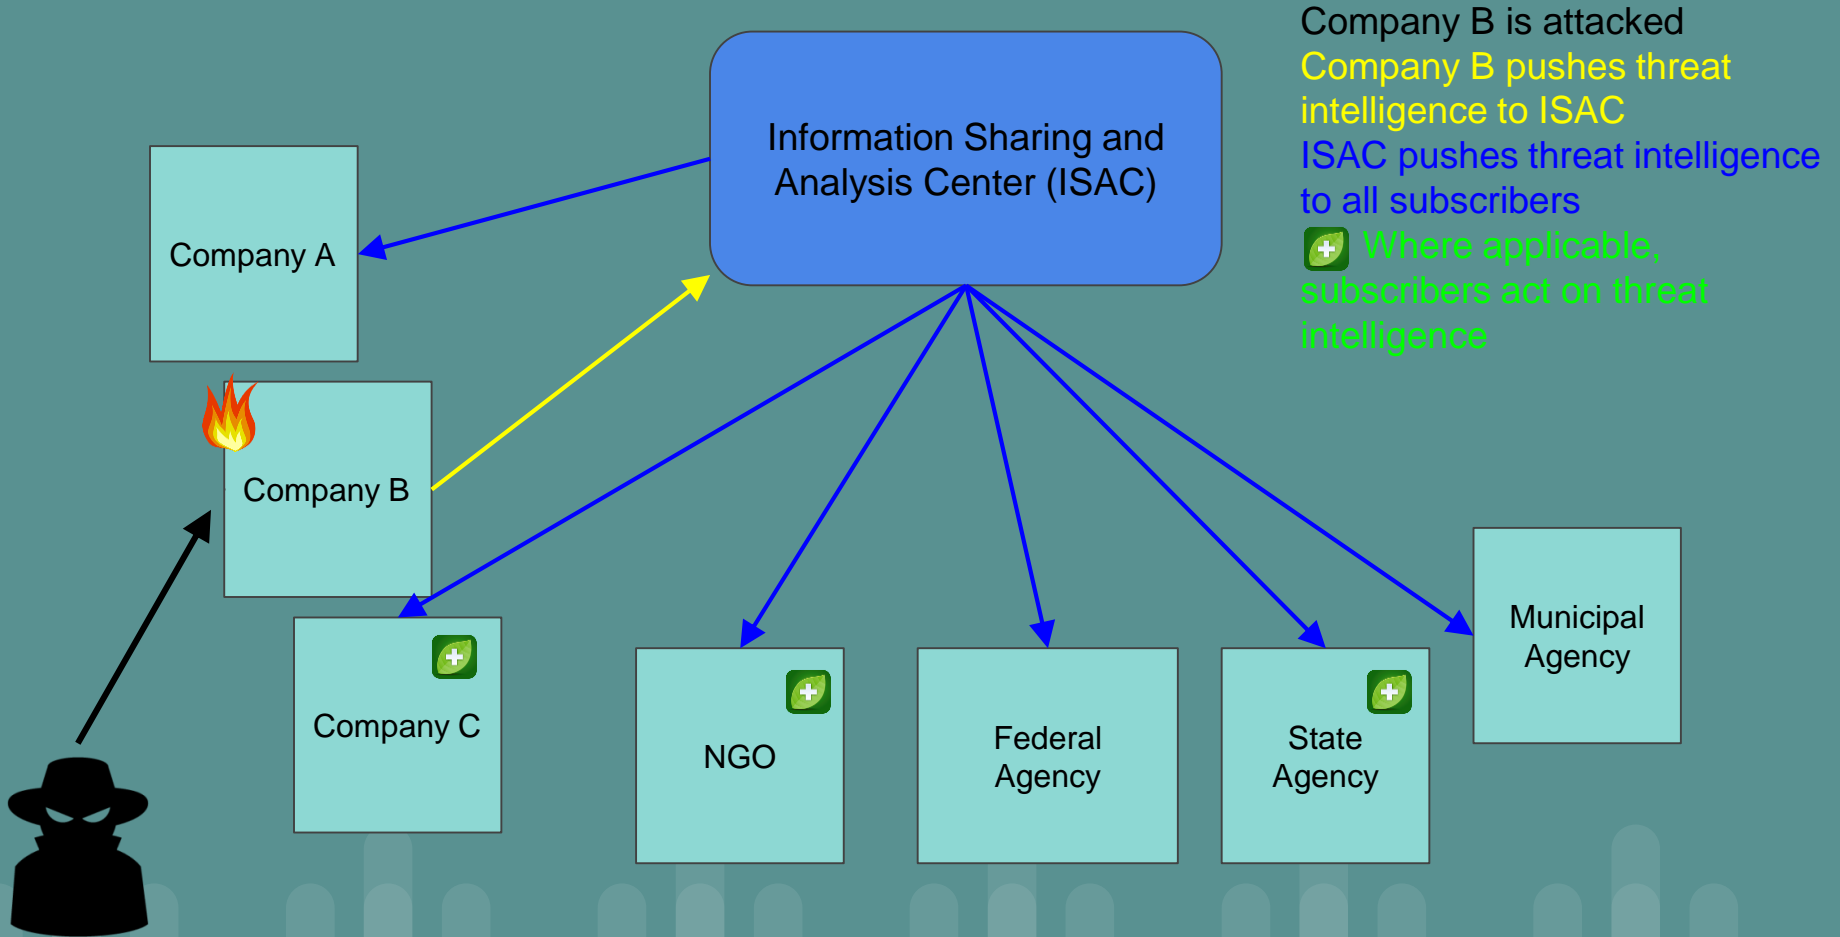 Company B is attacked
Company B pushes threat
intelligence to ISAC
ISAC pushes threat intelligence
to all subscribers
Where applicable,
subscribers act on threat
intelligence
Information Sharing and
Analysis Center (ISAC)
Company A
Company B
Company C
NGO
Federal
Agency
State
Agency
Municipal
Agency